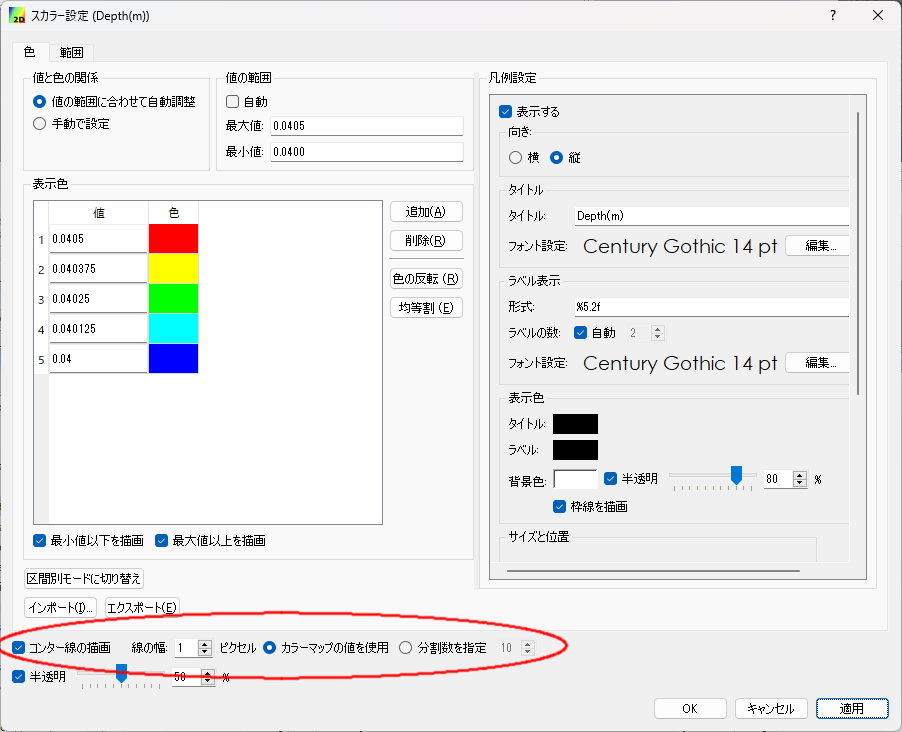 スカラー設定 (Depth(m))
?
色
範囲
値と色の関係
値の範囲に合わせて自動調整
手動で設定
値の範囲
自動
最大値: 0.0405
最小値: 0.0400
表示色
値 色
1 0.0405
2 0.040375
3 0.04025
4 0.040125
5 0.04
追加(A)
削除(R)
色の反転 (R)
均等割 (E)
最小値以下を描画
最大値以上を描画
区間別モードに切り替え
インポート(I)...
エクスポート(E)
凡例設定
表示する
向き:
横
縦
タイトル
タイトル: Depth(m)
フォント設定: Century Gothic 14 pt 編集...
ラベル表示
形式: %5.2f
ラベルの数: 自動 2
フォント設定: Century Gothic 14 pt 編集...
表示色
タイトル:
ラベル:
背景色: 半透明 80 %
枠線を描画
サイズと位置
コンター線の描画 線の幅: 1 ピクセル カラーマップの値を使用 分割数を指定 10
半透明 50 %
OK
キャンセル
適用